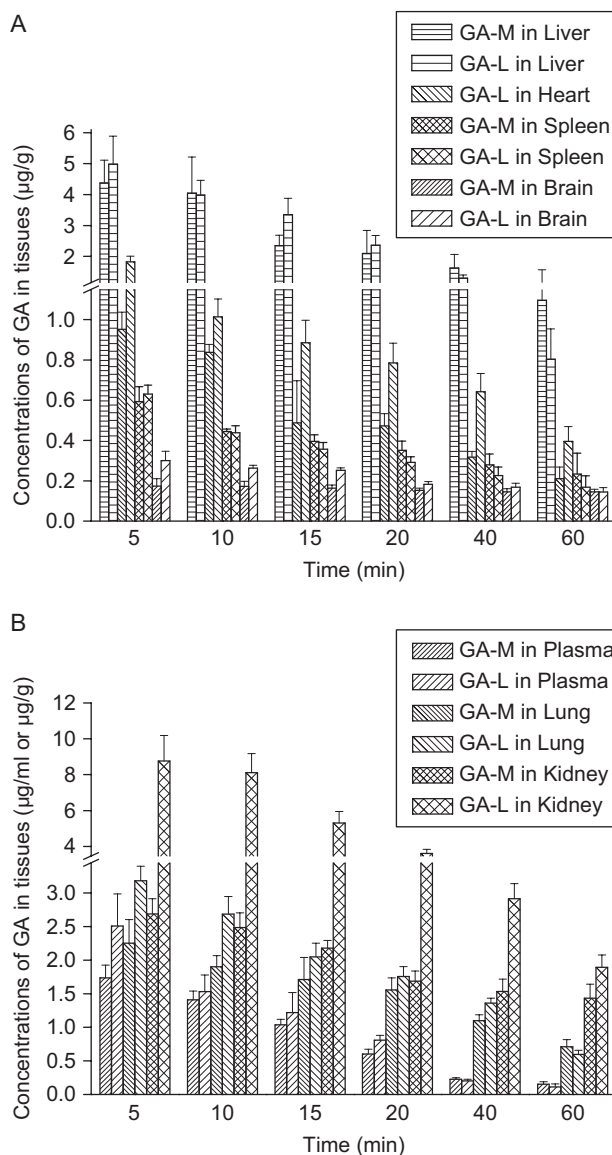 A
GA-M in Liver
GA-L in Liver
GA-L in Heart
GA-M in Spleen
GA-L in Spleen
GA-M in Brain
GA-L in Brain
Concentrations of GA in tissues (µg/g)
6
5
4
3
2
1.0
0.8
0.6
0.4
0.2
0.0
5 10 15 20 40 60
Time (min)
B
GA-M in Plasma
GA-L in Plasma
GA-M in Lung
GA-L in Lung
GA-M in Kidney
GA-L in Kidney
Concentrations of GA in tissues (µg/ml or µg/g)
12
10
8
6
4
3.0
2.5
2.0
1.5
1.0
0.5
0.0
5 10 15 20 40 60
Time (min)